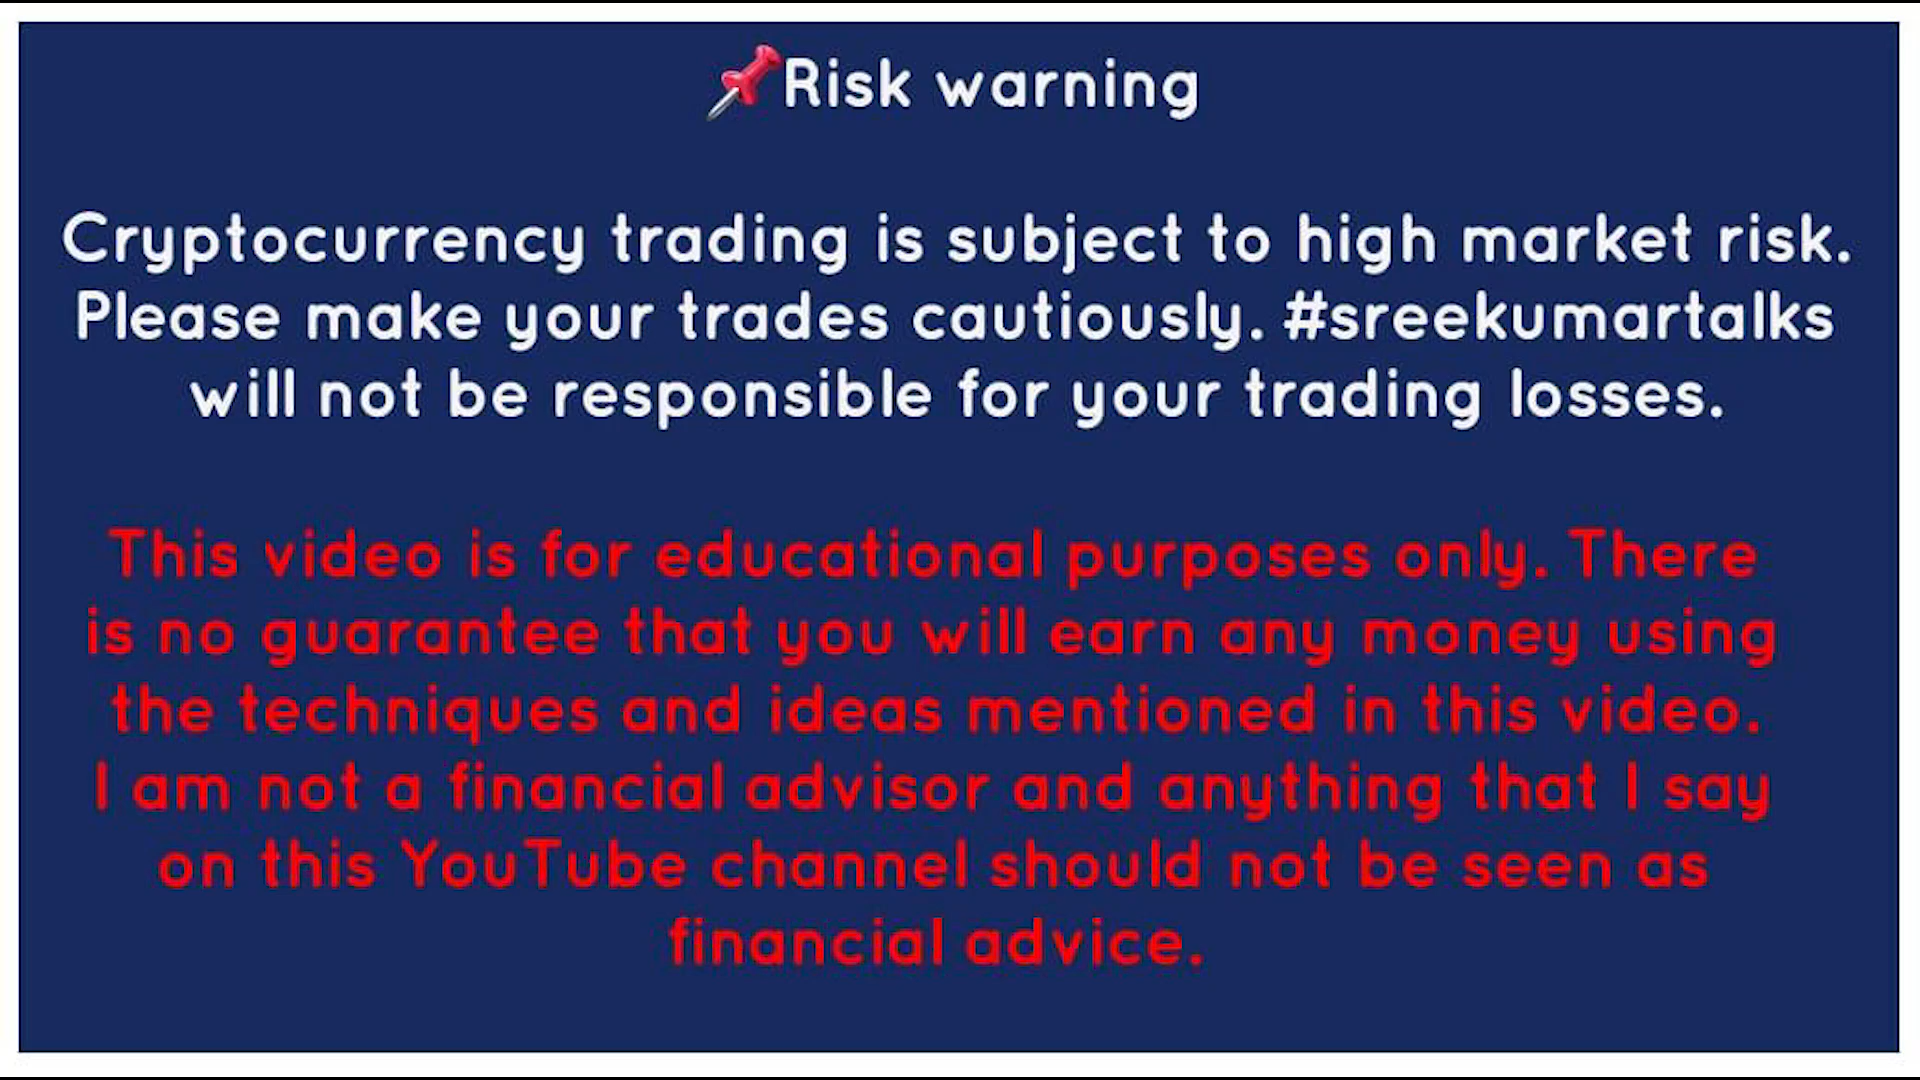 📌Risk warning
Cryptocurrency trading is subject to high market risk.
Please make your trades cautiously. #sreekumartalks
will not be responsible for your trading losses.
This video is for educational purposes only. There
is no guarantee that you will earn any money using
the techniques and ideas mentioned in this video.
I am not a financial advisor and anything that I say
on this YouTube channel should not be seen as
financial advice.